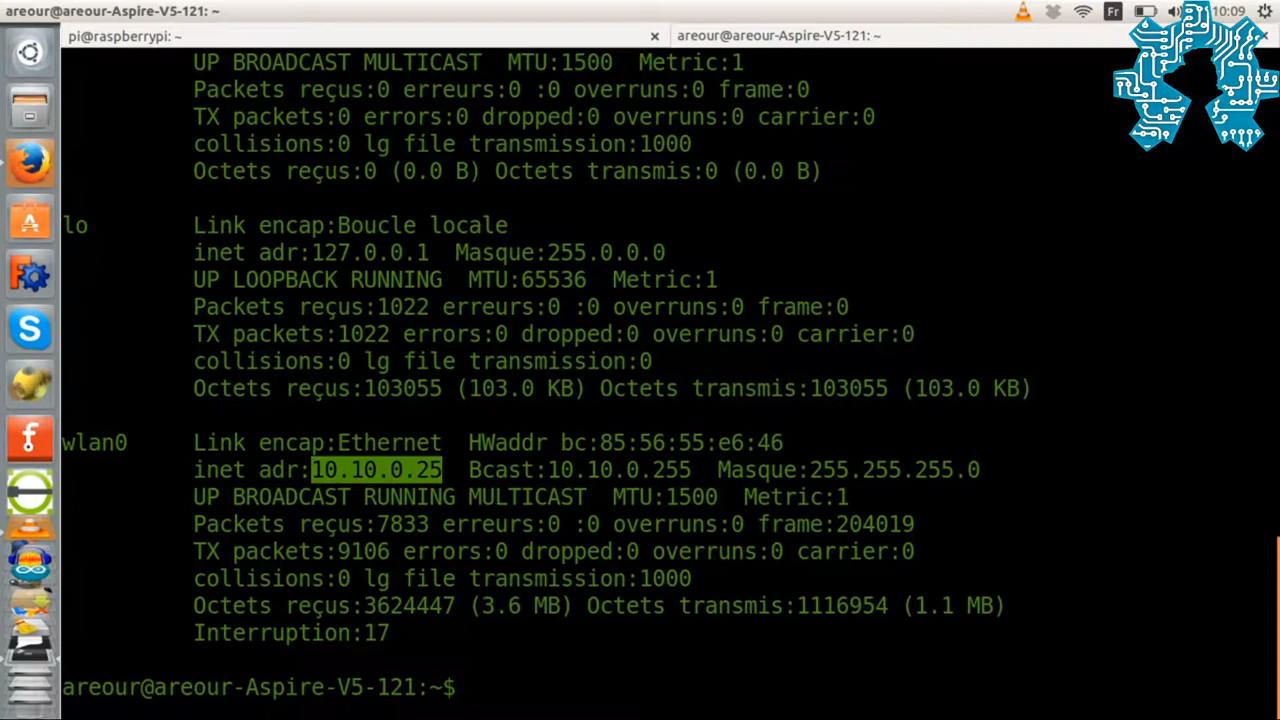 areour@areour-Aspire-V5-121: ~
Fr
10:09
pi@raspberrypi: ~
areour@areour-Aspire-V5-121: ~
UP BROADCAST MULTICAST MTU:1500 Metric:1
Packets reçus:0 erreurs:0 :0 overruns:0 frame:0
TX packets:0 errors:0 dropped:0 overruns:0 carrier:0
collisions:0 lg file transmission:1000
Octets reçus:0 (0.0 B) Octets transmis:0 (0.0 B)
lo Link encap:Boucle locale
inet adr:127.0.0.1 Masque:255.0.0.0
UP LOOPBACK RUNNING MTU:65536 Metric:1
Packets reçus:1022 erreurs:0 :0 overruns:0 frame:0
TX packets:1022 errors:0 dropped:0 overruns:0 carrier:0
collisions:0 lg file transmission:0
Octets reçus:103055 (103.0 KB) Octets transmis:103055 (103.0 KB)
wlan0 Link encap:Ethernet HWaddr bc:85:56:55:e6:46
inet adr:10.10.0.25 Bcast:10.10.0.255 Masque:255.255.255.0
UP BROADCAST RUNNING MULTICAST MTU:1500 Metric:1
Packets reçus:7833 erreurs:0 :0 overruns:0 frame:204019
TX packets:9106 errors:0 dropped:0 overruns:0 carrier:0
collisions:0 lg file transmission:1000
Octets reçus:3624447 (3.6 MB) Octets transmis:1116954 (1.1 MB)
Interruption:17
areour@areour-Aspire-V5-121:~$